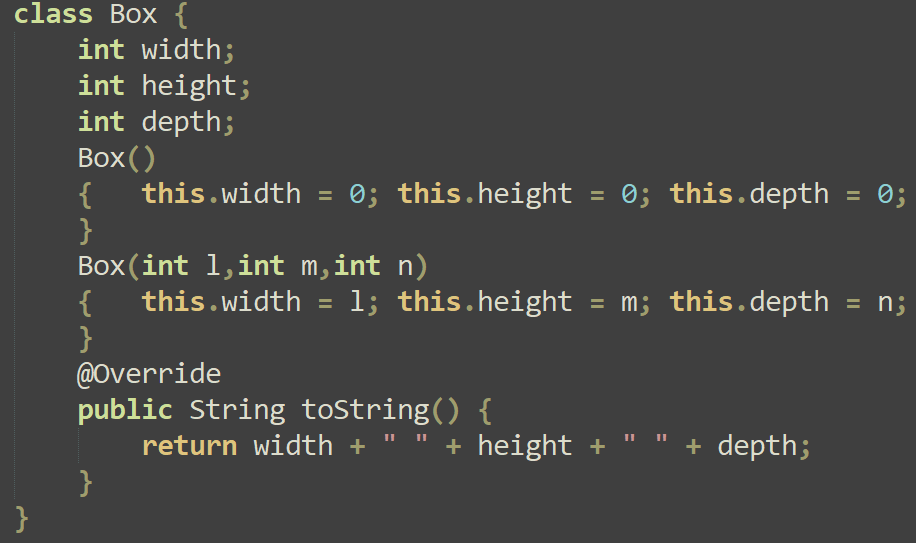 class Box {
    int width;
    int height;
    int depth;
    Box()
    {   this.width = 0; this.height = 0; this.depth = 0;
    }
    Box(int l,int m,int n)
    {   this.width = l; this.height = m; this.depth = n;
    }
    @Override
    public String toString() {
        return width + " " + height + " " + depth;
    }
}